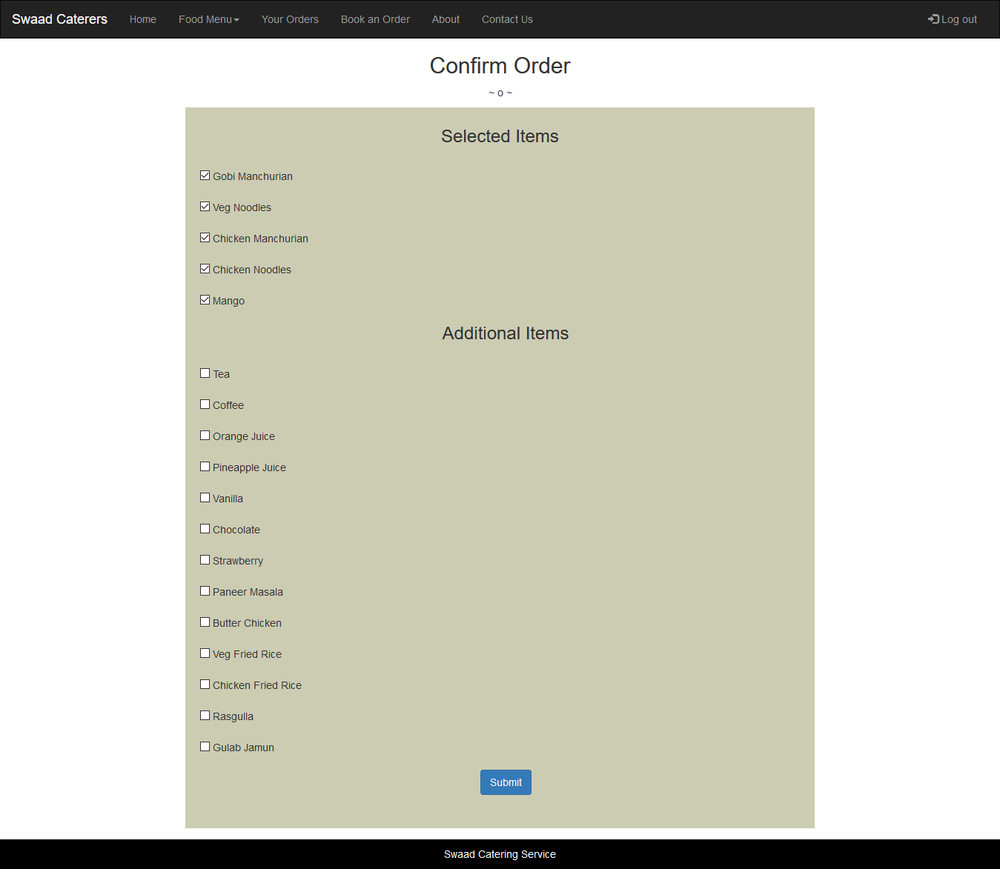 Swaad Caterers Home Food Menu Your Orders Book an Order About Contact Us Log out
Confirm Order
~ o ~
Selected Items
Gobi Manchurian
Veg Noodles
Chicken Manchurian
Chicken Noodles
Mango
Additional Items
Tea
Coffee
Orange Juice
Pineapple Juice
Vanilla
Chocolate
Strawberry
Paneer Masala
Butter Chicken
Veg Fried Rice
Chicken Fried Rice
Rasgulla
Gulab Jamun
Submit
Swaad Catering Service